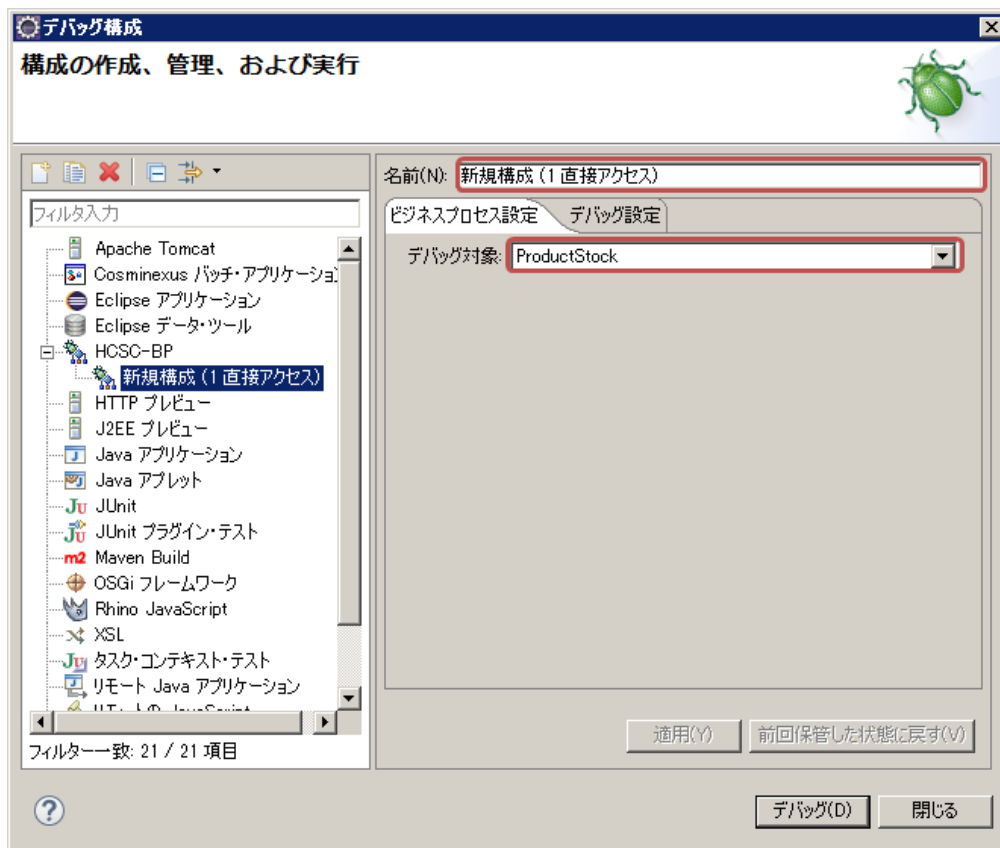 デバッグ構成
構成の作成、管理、および実行
フィルタ入力
Apache Tomcat
Cosminexus バッチ・アプリケーショ
Eclipse アプリケーション
Eclipse データ・ツール
HCSC-BP
新規構成 (1 直接アクセス)
HTTP プレビュー
J2EE プレビュー
Java アプリケーション
Java アプレット
JUnit
JUnit プラグイン・テスト
Maven Build
OSGi フレームワーク
Rhino JavaScript
XSL
タスク・コンテキスト・テスト
リモート Java アプリケーション
リモートの JavaScript
フィルター一致: 21 / 21 項目
名前(N): 新規構成 (1 直接アクセス)
ビジネスプロセス設定 デバッグ設定
デバッグ対象: ProductStock
適用(Y) 前回保管した状態に戻す(V)
デバッグ(D) 閉じる